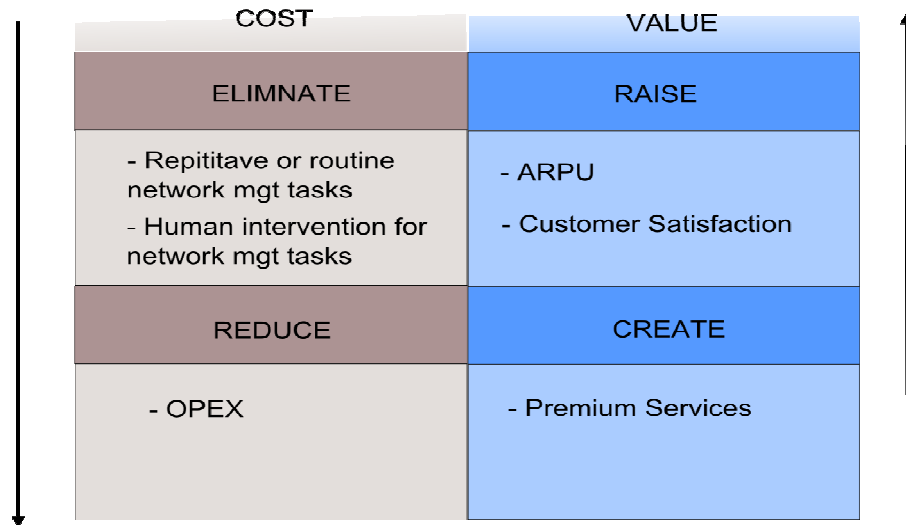 COST
VALUE
ELIMNATE
RAISE
- Repititave or routine
network mgt tasks
- Human intervention for
network mgt tasks
- ARPU
- Customer Satisfaction
REDUCE
CREATE
- OPEX
- Premium Services